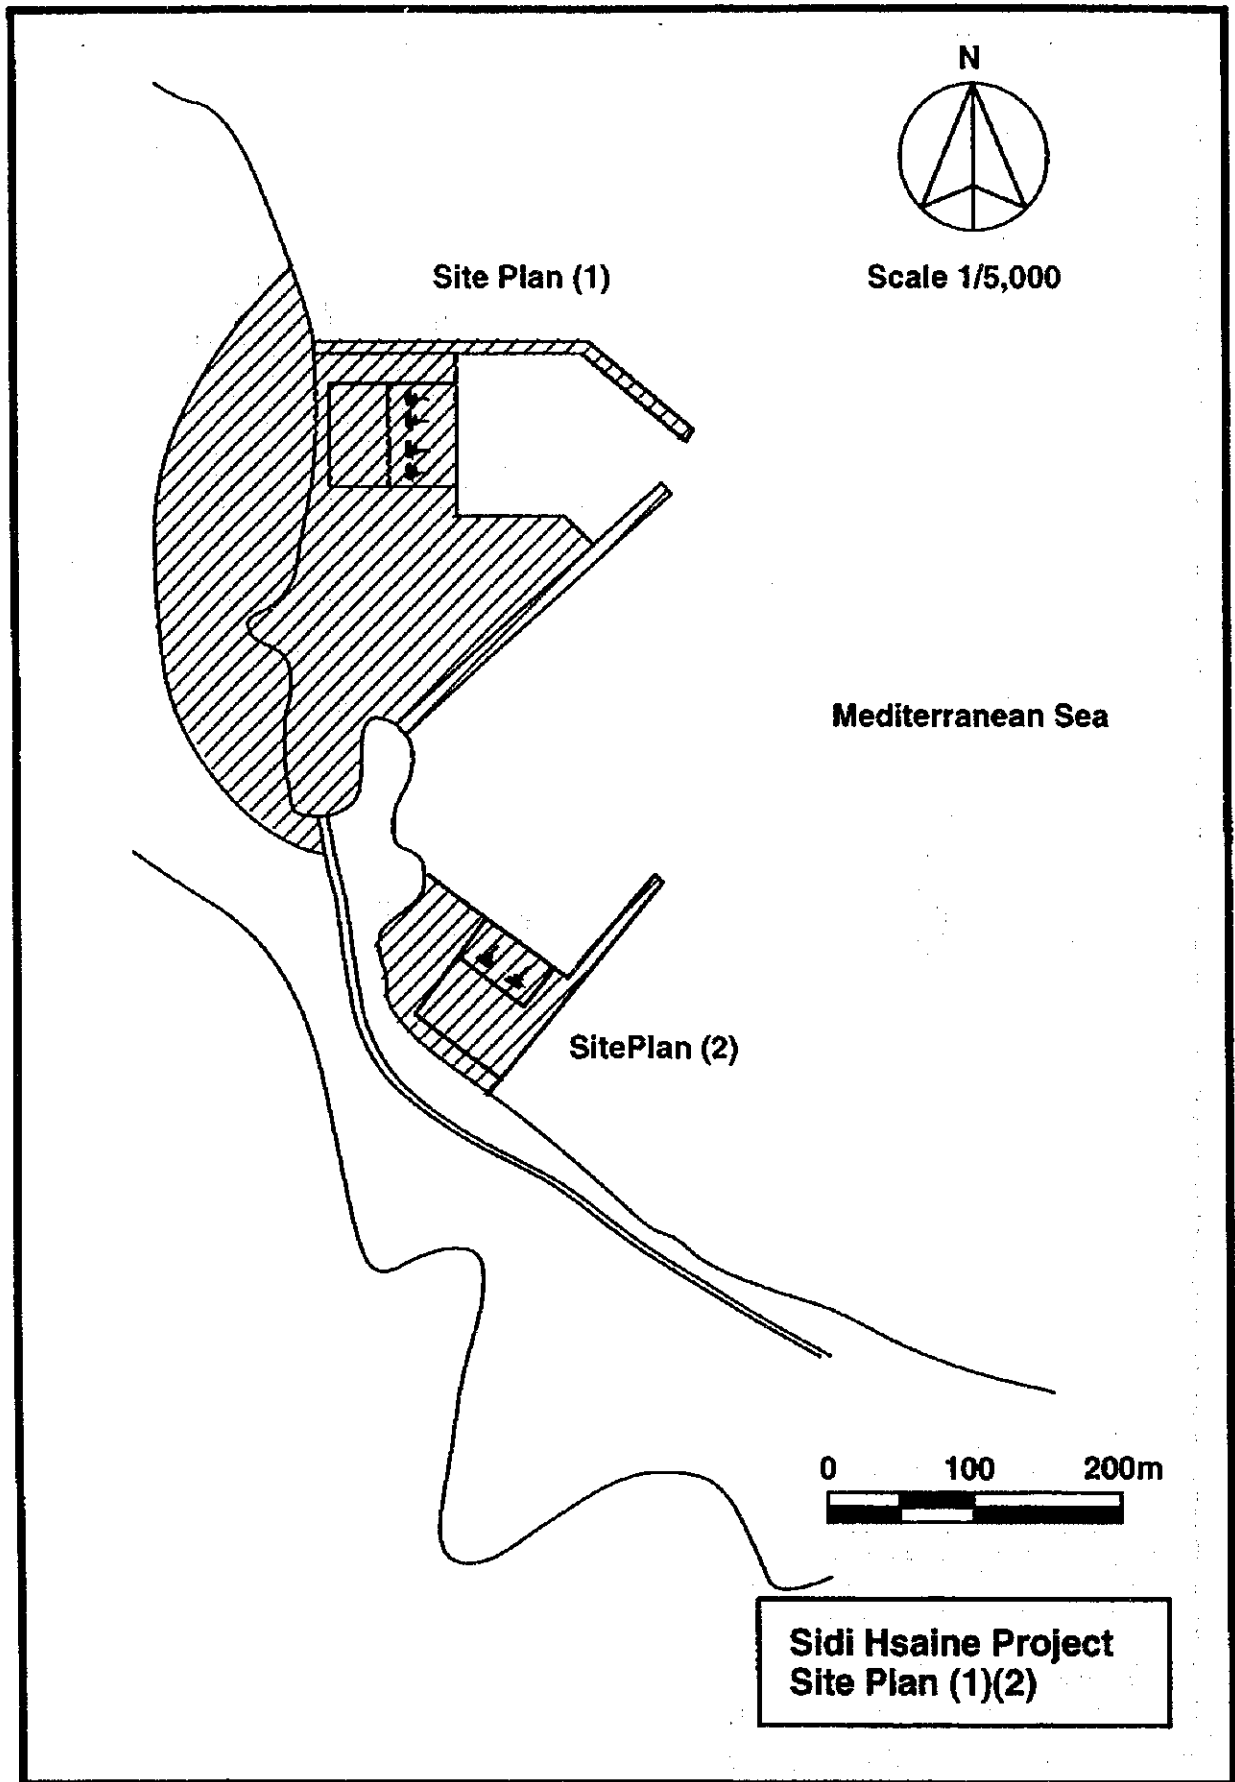 N
Site Plan (1)
Scale 1/5,000
Mediterranean Sea
SitePlan (2)
0 100 200m
Sidi Hsaine Project
Site Plan (1)(2)